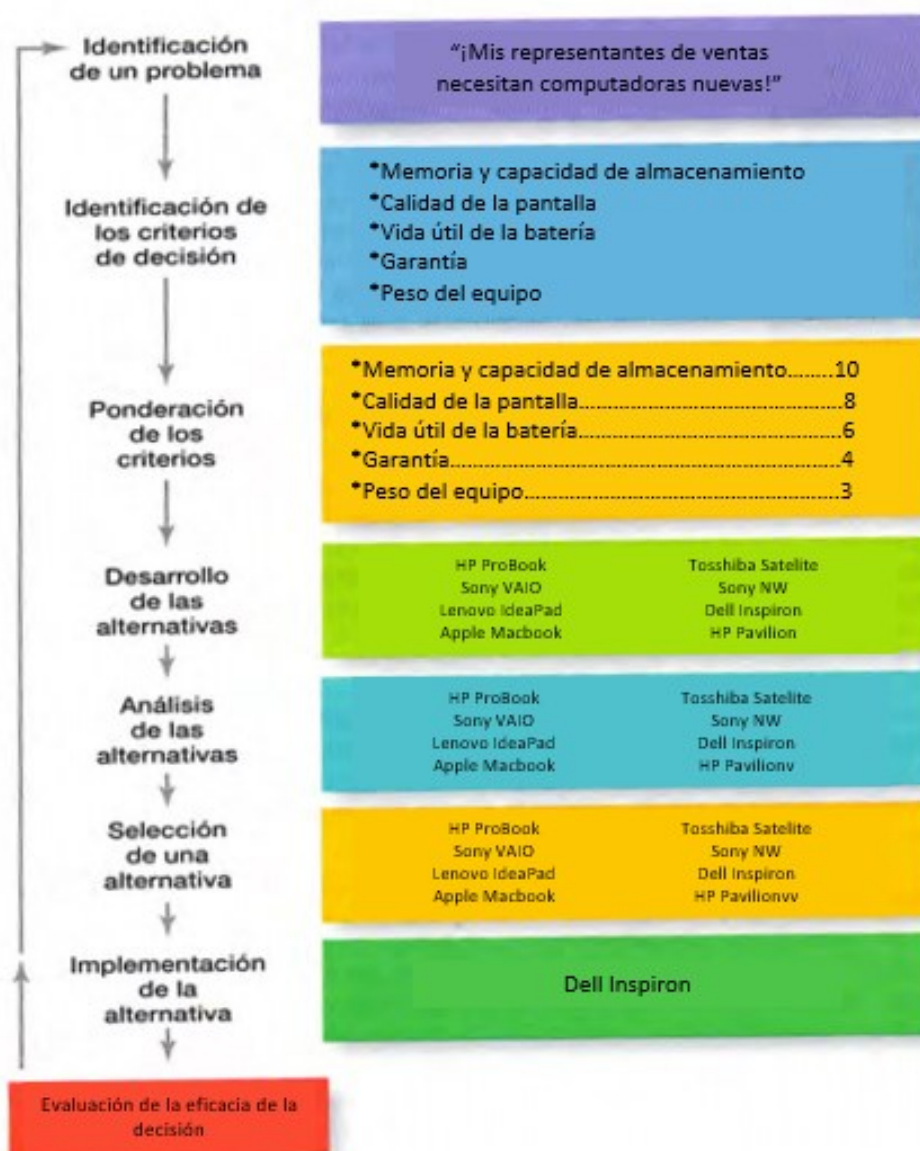 Identificación
de un problema
“¡Mis representantes de ventas
necesitan computadoras nuevas!”
Identificación de
los criterios
de decisión
*Memoria y capacidad de almacenamiento
*Calidad de la pantalla
*Vida útil de la batería
*Garantía
*Peso del equipo
Ponderación
de los
criterios
*Memoria y capacidad de almacenamiento........10
*Calidad de la pantalla..................................................8
*Vida útil de la batería..................................................6
*Garantía.........................................................................4
*Peso del equipo...........................................................3
Desarrollo
de las
alternativas
HP ProBook
Sony VAIO
Lenovo IdeaPad
Apple Macbook
Tosshiba Satelite
Sony NW
Dell Inspiron
HP Pavilion
Análisis
de las
alternativas
HP ProBook
Sony VAIO
Lenovo IdeaPad
Apple Macbook
Tosshiba Satelite
Sony NW
Dell Inspiron
HP Pavilionv
Selección
de una
alternativa
HP ProBook
Sony VAIO
Lenovo IdeaPad
Apple Macbook
Tosshiba Satelite
Sony NW
Dell Inspiron
HP Pavilionvv
Implementación
de la
alternativa
Dell Inspiron
Evaluación de la eficacia de la
decisión